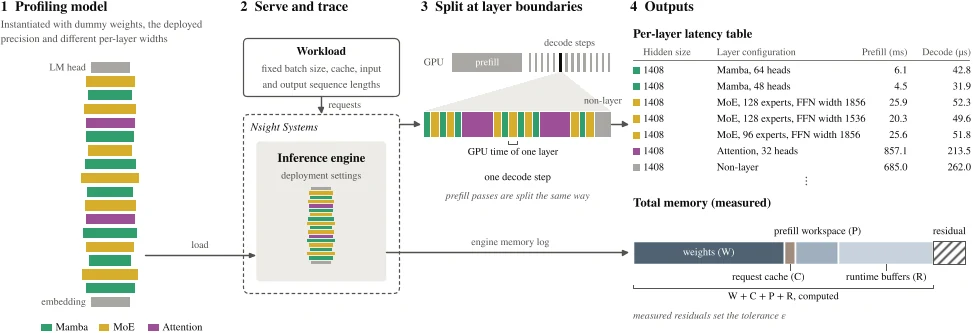 1 Profiling model
Instantiated with dummy weights, the deployed
precision and different per-layer widths
LM head
embedding
Mamba MoE Attention
load
2 Serve and trace
Workload
fixed batch size, cache, input
and output sequence lengths
requests
Nsight Systems
Inference engine
deployment settings
3 Split at layer boundaries
decode steps
GPU
prefill
non-layer
GPU time of one layer
one decode step
prefill passes are split the same way
engine memory log
4 Outputs
Per-layer latency table
Hidden size Layer configuration Prefill (ms) Decode (μs)
1408 Mamba, 64 heads 6.1 42.8
1408 Mamba, 48 heads 4.5 31.9
1408 MoE, 128 experts, FFN width 1856 25.9 52.3
1408 MoE, 128 experts, FFN width 1536 20.3 49.6
1408 MoE, 96 experts, FFN width 1856 25.6 51.8
1408 Attention, 32 heads 857.1 213.5
1408 Non-layer 685.0 262.0
⋮
Total memory (measured)
prefill workspace (P) residual
weights (W)
request cache (C) runtime buffers (R)
W + C + P + R, computed
measured residuals set the tolerance ε